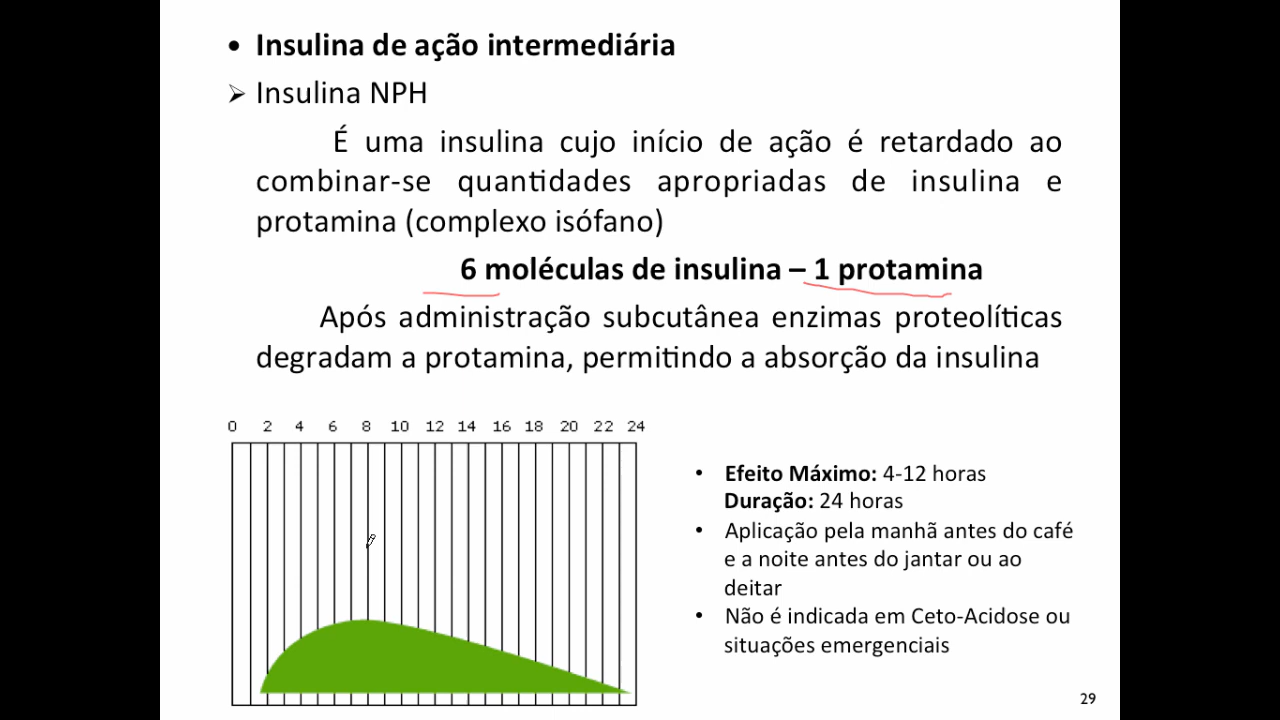 • Insulina de ação intermediária
➢ Insulina NPH
É uma insulina cujo início de ação é retardado ao
combinar-se quantidades apropriadas de insulina e
protamina (complexo isófano)
6 moléculas de insulina – 1 protamina
Após administração subcutânea enzimas proteolíticas
degradam a protamina, permitindo a absorção da insulina
0 2 4 6 8 10 12 14 16 18 20 22 24
• Efeito Máximo: 4-12 horas
Duração: 24 horas
• Aplicação pela manhã antes do café
e a noite antes do jantar ou ao
deitar
• Não é indicada em Ceto-Acidose ou
situações emergenciais
29